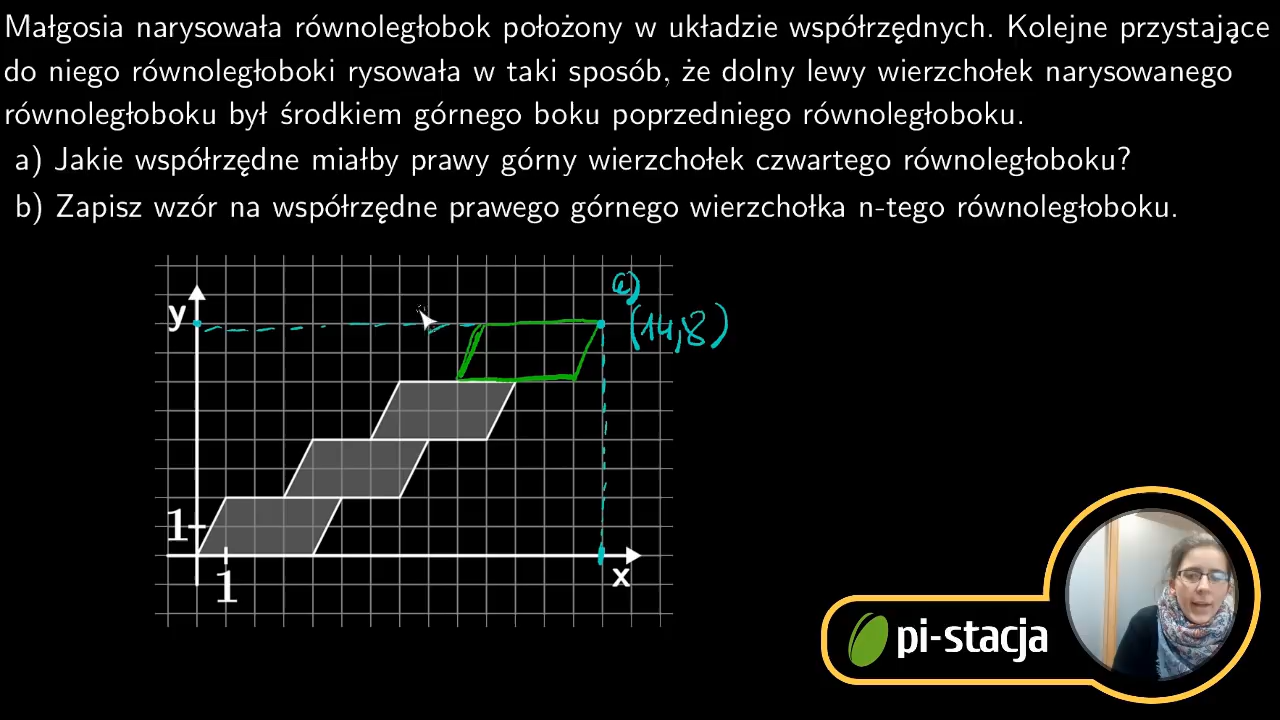 Małgosia narysowała równoległobok położony w układzie współrzędnych. Kolejne przystające
do niego równoległoboki rysowała w taki sposób, że dolny lewy wierzchołek narysowanego
równoległoboku był środkiem górnego boku poprzedniego równoległoboku.
a) Jakie współrzędne miałby prawy górny wierzchołek czwartego równoległoboku?
b) Zapisz wzór na współrzędne prawego górnego wierzchołka n-tego równoległoboku.
a)
y
(14,8)
1
x
1
pi-stacja